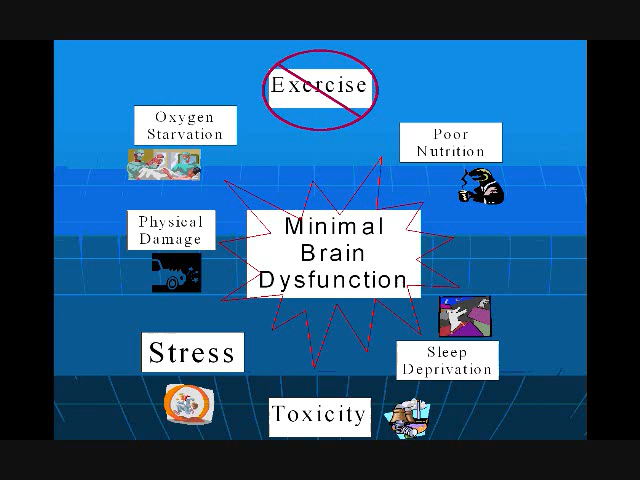 Exercise
Oxygen
Starvation
Poor
Nutrition
Physical
Damage
Minimal
Brain
Dysfunction
Stress
Sleep
Deprivation
Toxicity